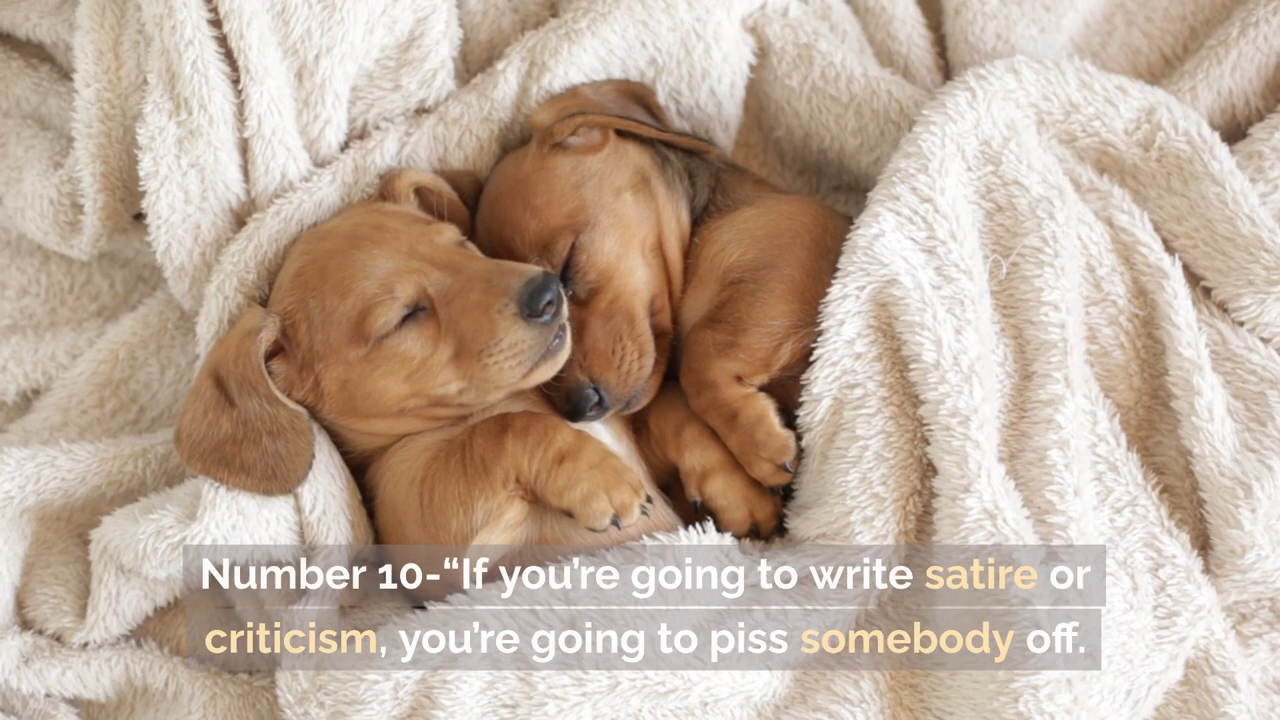 Number 10-“If you’re going to write satire or
criticism, you’re going to piss somebody off.